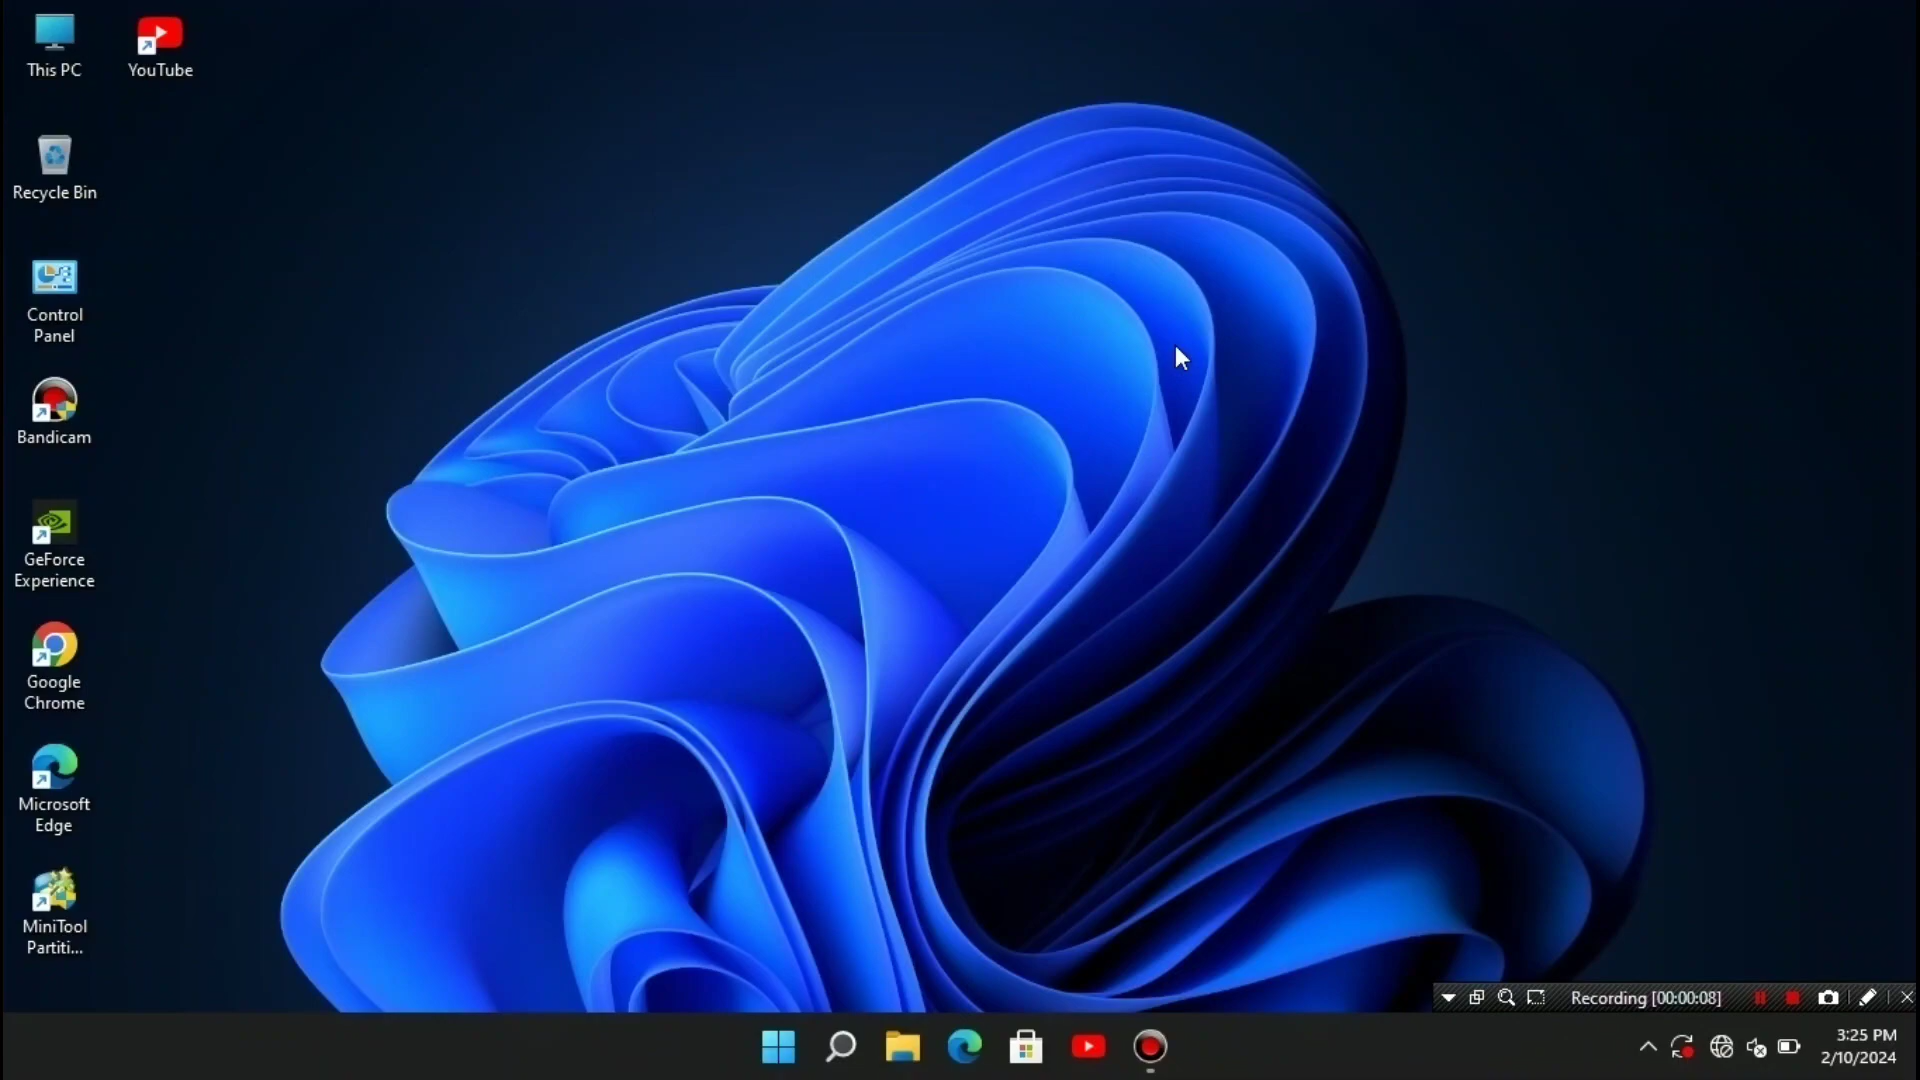 This PC
YouTube
Recycle Bin
Control
Panel
Bandicam
GeForce
Experience
Google
Chrome
Microsoft
Edge
MiniTool
Partiti...
Recording [00:00:08]
3:25 PM
2/10/2024